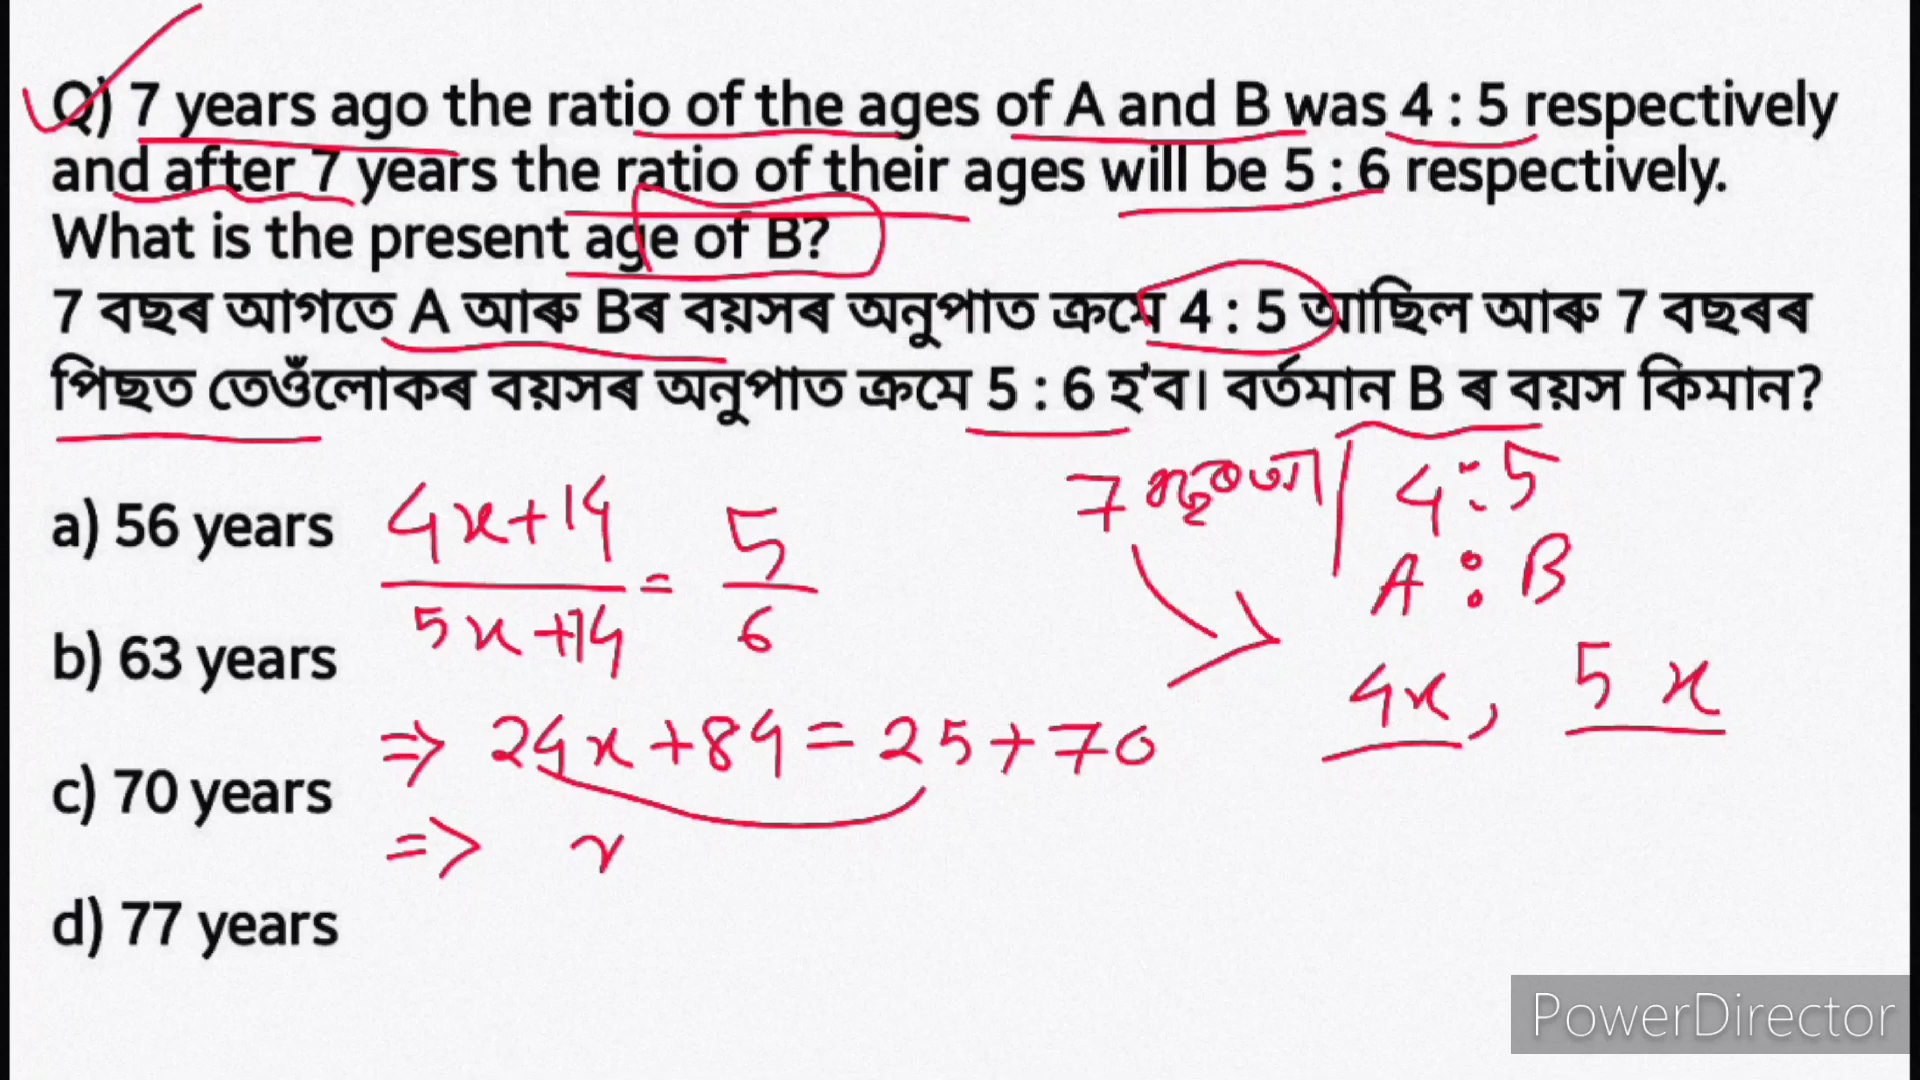 Q) 7 years ago the ratio of the ages of A and B was 4 : 5 respectively
and after 7 years the ratio of their ages will be 5 : 6 respectively.
What is the present age of B?
7 বছৰ আগতে A আৰু Bৰ বয়সৰ অনুপাত ক্ৰমে 4 : 5 আছিল আৰু 7 বছৰৰ
পিছত তেওঁলোকৰ বয়সৰ অনুপাত ক্ৰমে 5 : 6 হ'ব। বৰ্তমান B ৰ বয়স কিমান?
7
4 : 5
A : B
4x, 5x
a) 56 years
4x+14
5x+14
=
5
6
b) 63 years
=> 24x+84=25+70
c) 70 years
=> x
d) 77 years
PowerDirector